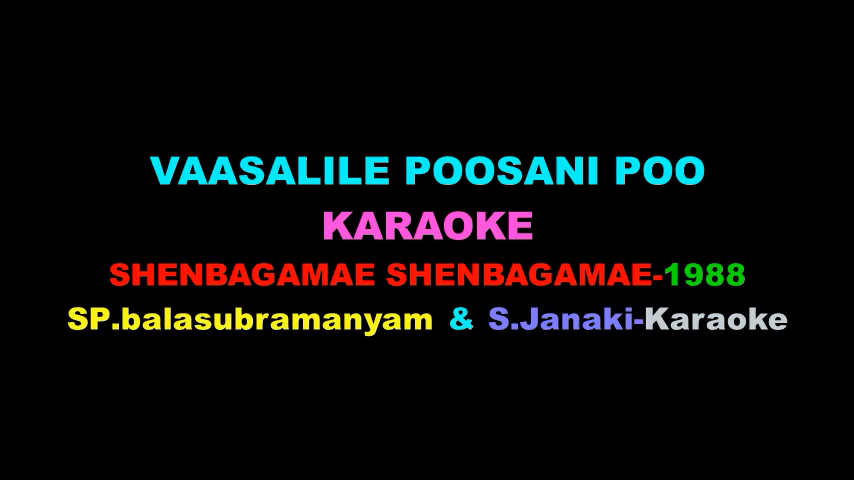 VAASALILE POOSANI POO
KARAOKE
SHENBAGAMAE SHENBAGAMAE-1988
SP.balasubramanyam & S.Janaki-Karaoke